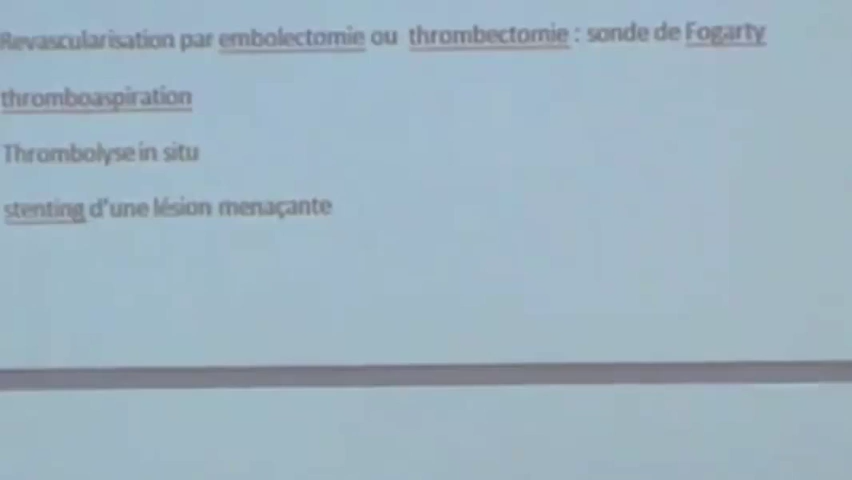 Revascularisation par embolectomie ou thrombectomie : sonde de Fogarty
thromboaspiration
Thrombolyse in situ
stenting d'une lésion menaçante